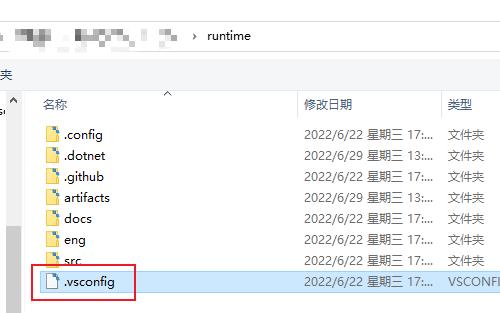 runtime
夹
名称 修改日期 类型
.config 2022/6/22 星期三 17:... 文件夹
.dotnet 2022/6/29 星期三 13:... 文件夹
.github 2022/6/22 星期三 17:... 文件夹
artifacts 2022/6/29 星期三 13:... 文件夹
docs 2022/6/22 星期三 17:... 文件夹
eng 2022/6/22 星期三 17:... 文件夹
src 2022/6/22 星期三 17:... 文件夹
.vsconfig 2022/6/22 星期三 17:... VSCONFI